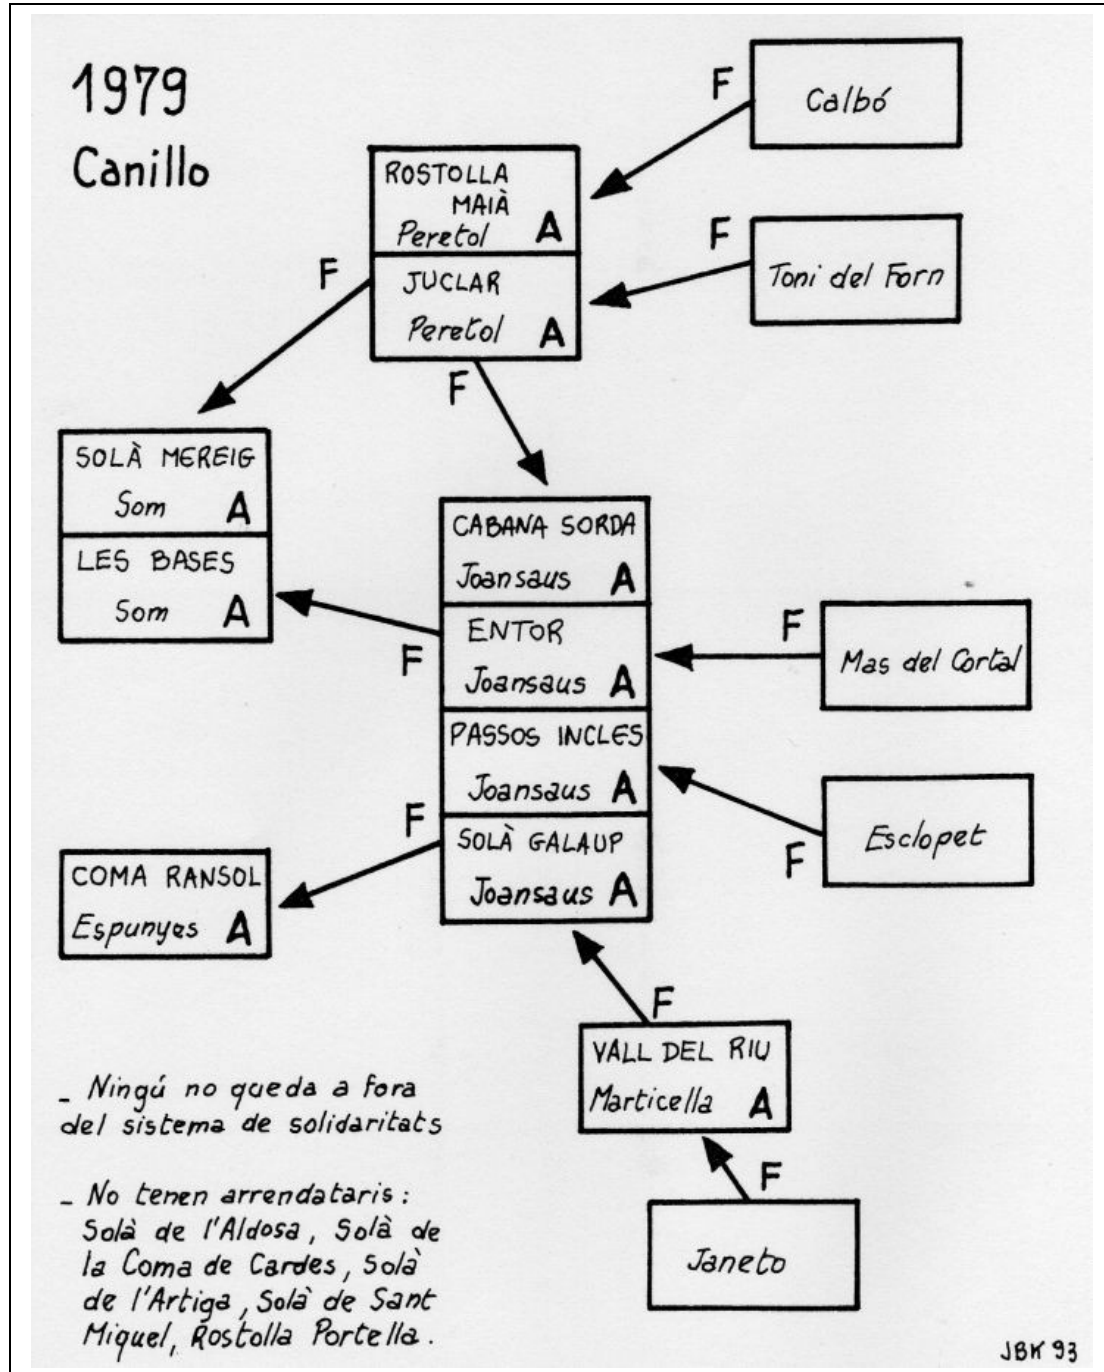 1979
Canillo
F
Calbó
ROSTOLLA
MAIÀ
Peretol A
F
Toni del Forn
F
JUCLAR
Peretol A
F
SOLÀ MEREIG
Som A
LES BASES
Som A
CABANA SORDA
Joansaus A
ENTOR
Joansaus A
F
F
Mas del Cortal
PASSOS INCLES
Joansaus A
F
Esclopet
F
SOLÀ GALAUP
Joansaus A
COMA RANSOL
Espunyes A
F
VALL DEL RIU
Marticella A
F
Janeto
- Ningú no queda a fora
del sistema de solidaritats
- No tenen arrendataris:
Solà de l'Aldosa, Solà de
la Coma de Cardes, Solà
de l'Artiga, Solà de Sant
Miquel, Rostolla Portella.
JBK 93